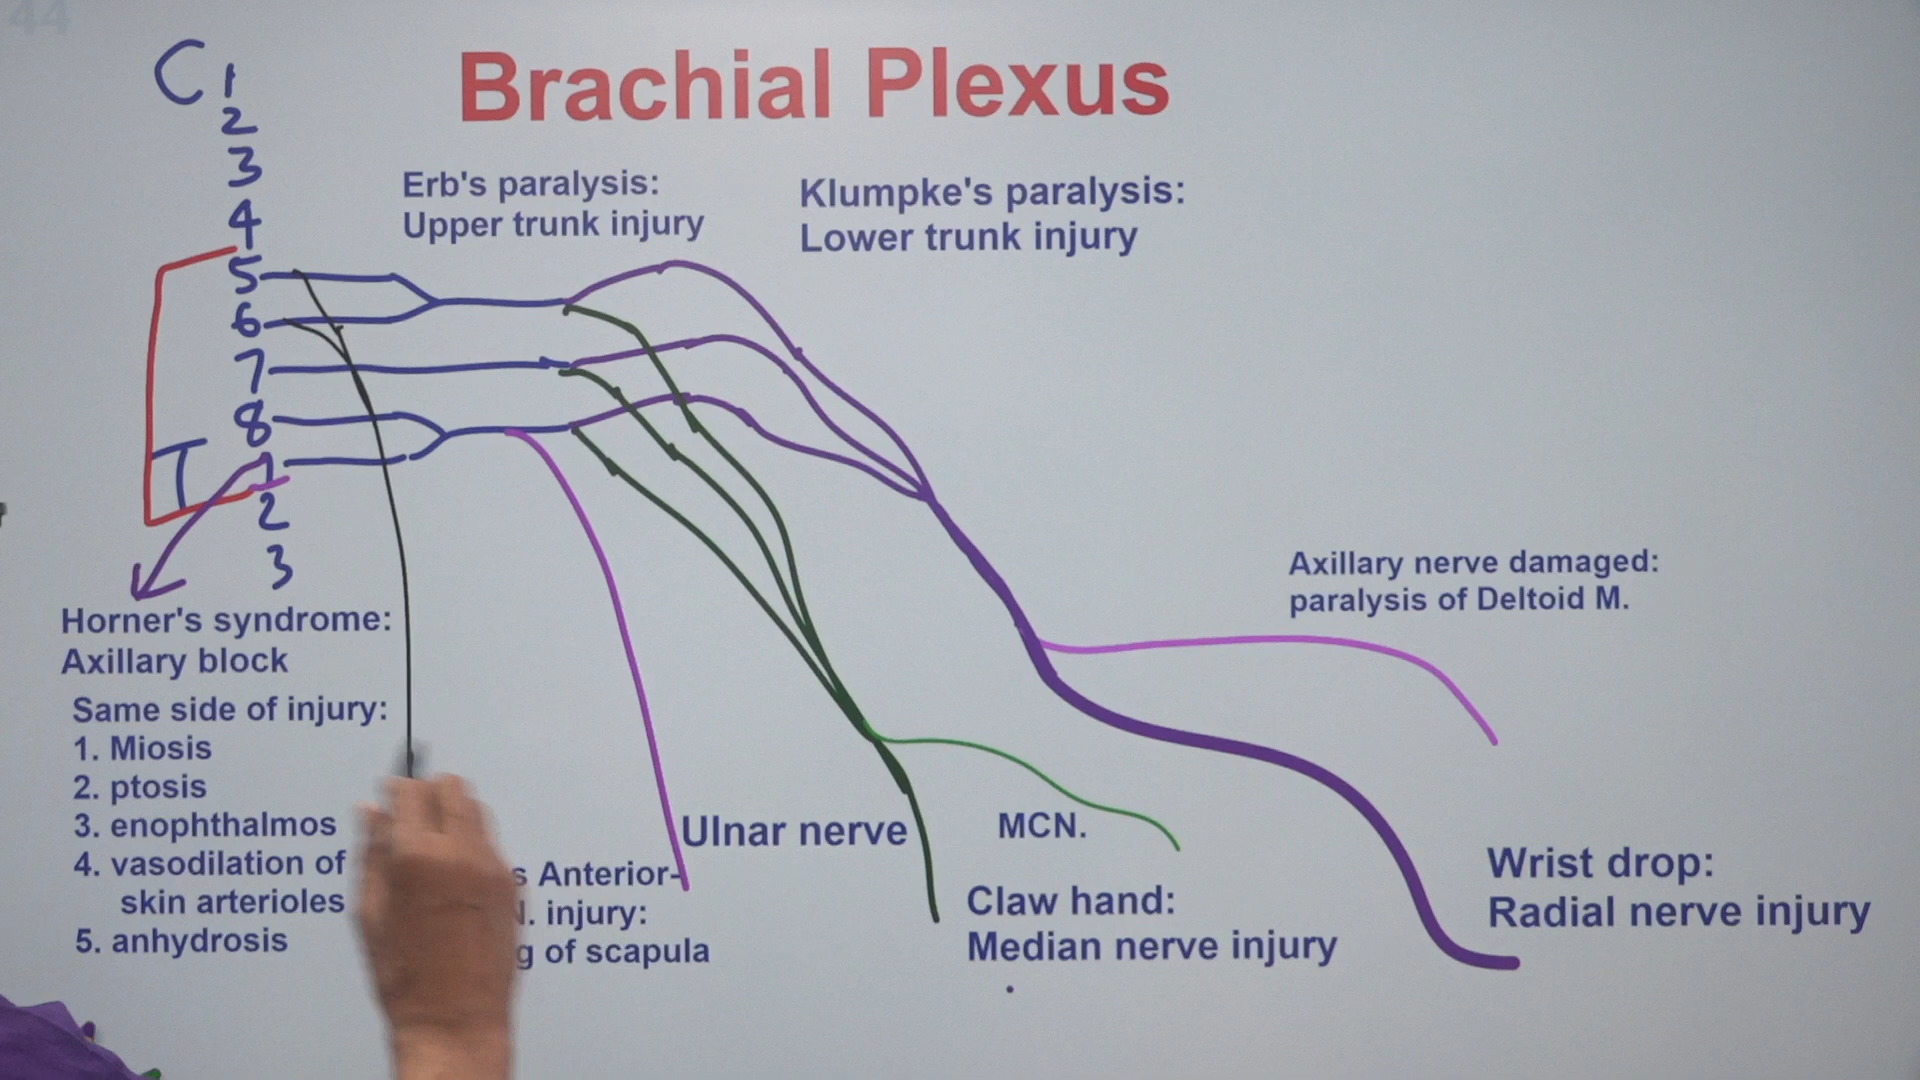 44
Brachial Plexus
C 1
2
3
4
5
6
7
8
T 1
2
3
Erb's paralysis:
Upper trunk injury
Klumpke's paralysis:
Lower trunk injury
Axillary nerve damaged:
paralysis of Deltoid M.
Horner's syndrome:
Axillary block
Same side of injury:
1. Miosis
2. ptosis
3. enophthalmos
4. vasodilation of
skin arterioles
5. anhydrosis
Ulnar nerve
MCN.
Anterior-
injury:
of scapula
Claw hand:
Median nerve injury
Wrist drop:
Radial nerve injury